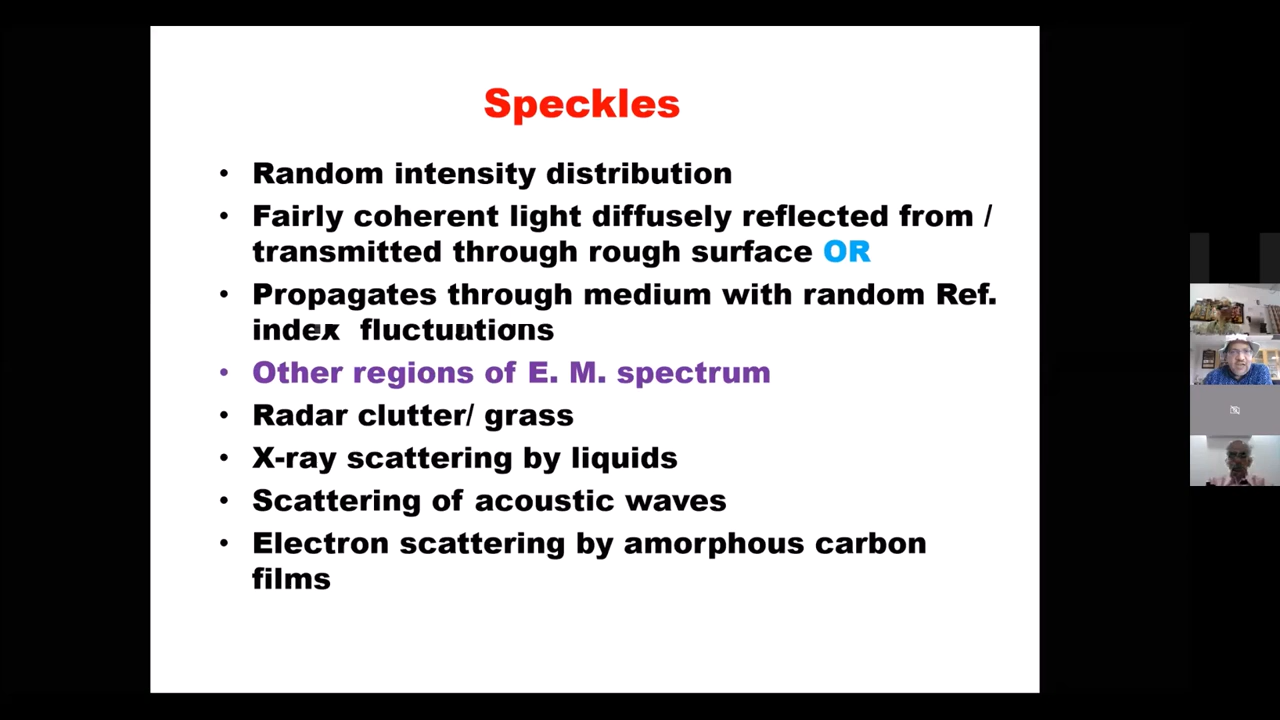 Speckles
• Random intensity distribution
• Fairly coherent light diffusely reflected from /
transmitted through rough surface OR
• Propagates through medium with random Ref.
index fluctuations
• Other regions of E. M. spectrum
• Radar clutter/ grass
• X-ray scattering by liquids
• Scattering of acoustic waves
• Electron scattering by amorphous carbon
films